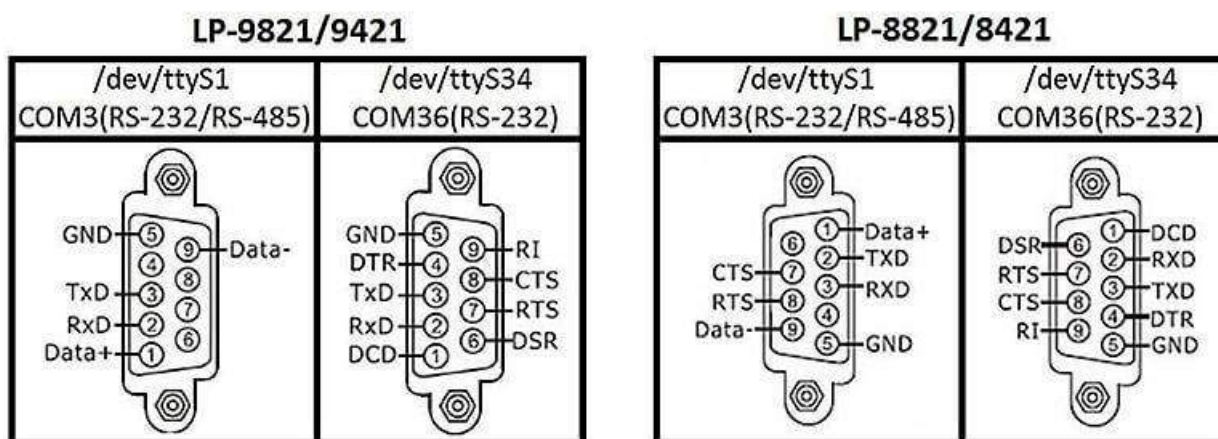 LP-9821/9421
/dev/ttyS1
COM3(RS-232/RS-485)
/dev/ttyS34
COM36(RS-232)
GND 5
9 Data-
4
8
TxD 3
7
RxD 2
6
Data+ 1
GND 5
9 RI
DTR 4
8 CTS
TxD 3
7 RTS
RxD 2
6 DSR
DCD 1
LP-8821/8421
/dev/ttyS1
COM3(RS-232/RS-485)
/dev/ttyS34
COM36(RS-232)
1 Data+
6
2 TXD
CTS 7
3 RXD
RTS 8
4
Data- 9
5 GND
1 DCD
DSR 6
2 RXD
RTS 7
3 TXD
CTS 8
4 DTR
RI 9
5 GND